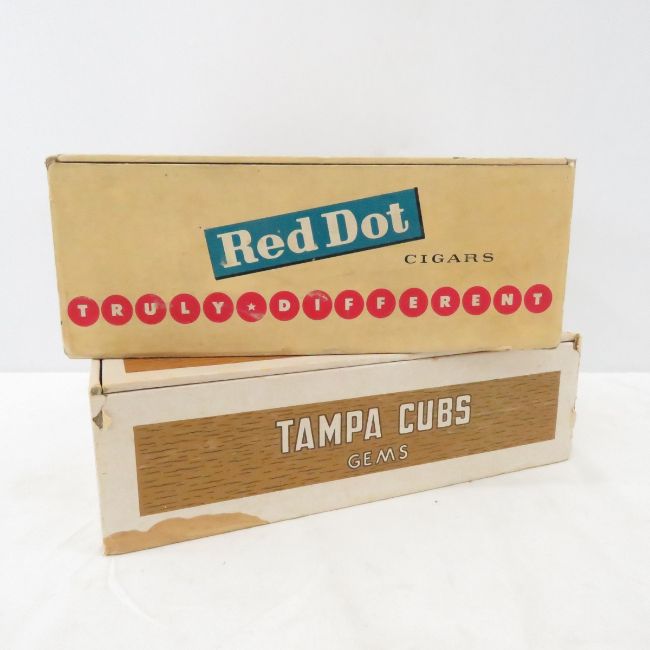 Red Dot
CIGARS
TRULY★DIFFERENT
TAMPA CUBS
GEMS